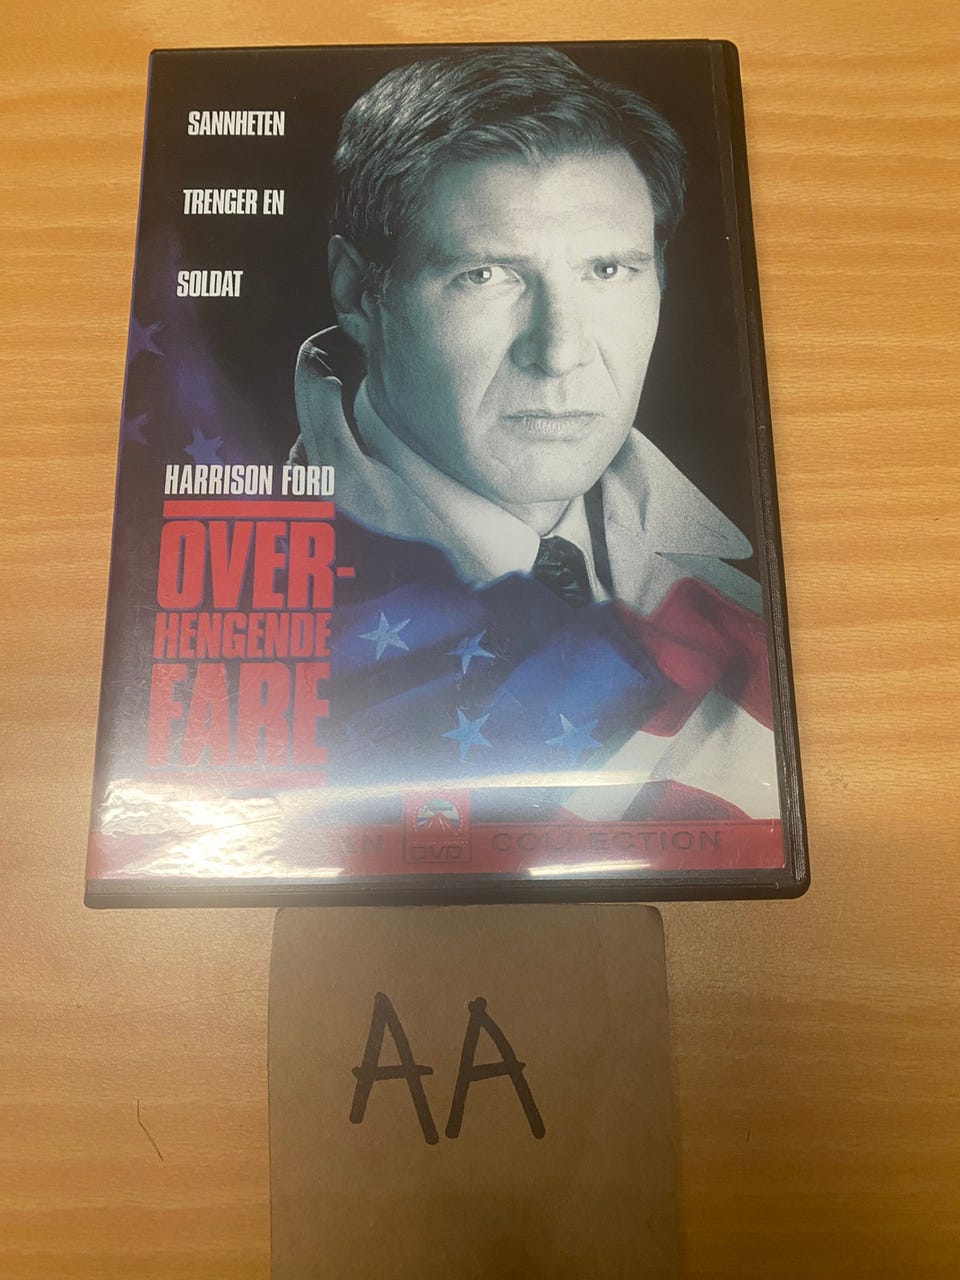 SANNHETEN
TRENGER EN
SOLDAT
HARRISON FORD
OVER-
HENGENDE
FARE
DVD COLLECTION
AA